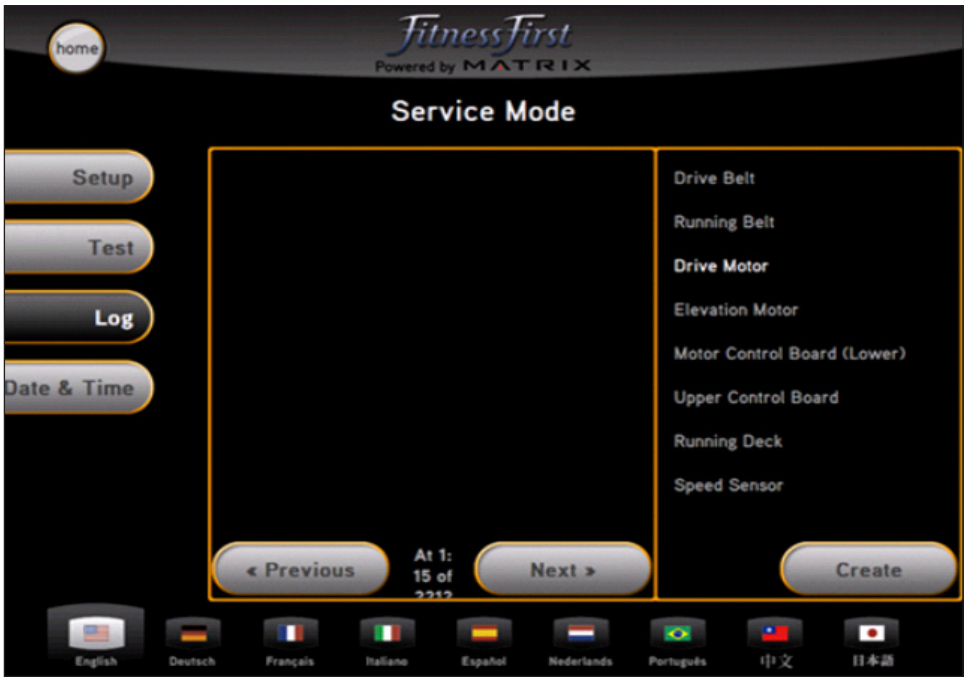 home
FitnessFirst
Powered by MATRIX
Service Mode
Setup
Test
Log
Date & Time
Drive Belt
Running Belt
Drive Motor
Elevation Motor
Motor Control Board (Lower)
Upper Control Board
Running Deck
Speed Sensor
« Previous
At 1:
15 of
2212
Next »
Create
English
Deutsch
Français
Italiano
Español
Nederlands
Português
中文
日本語